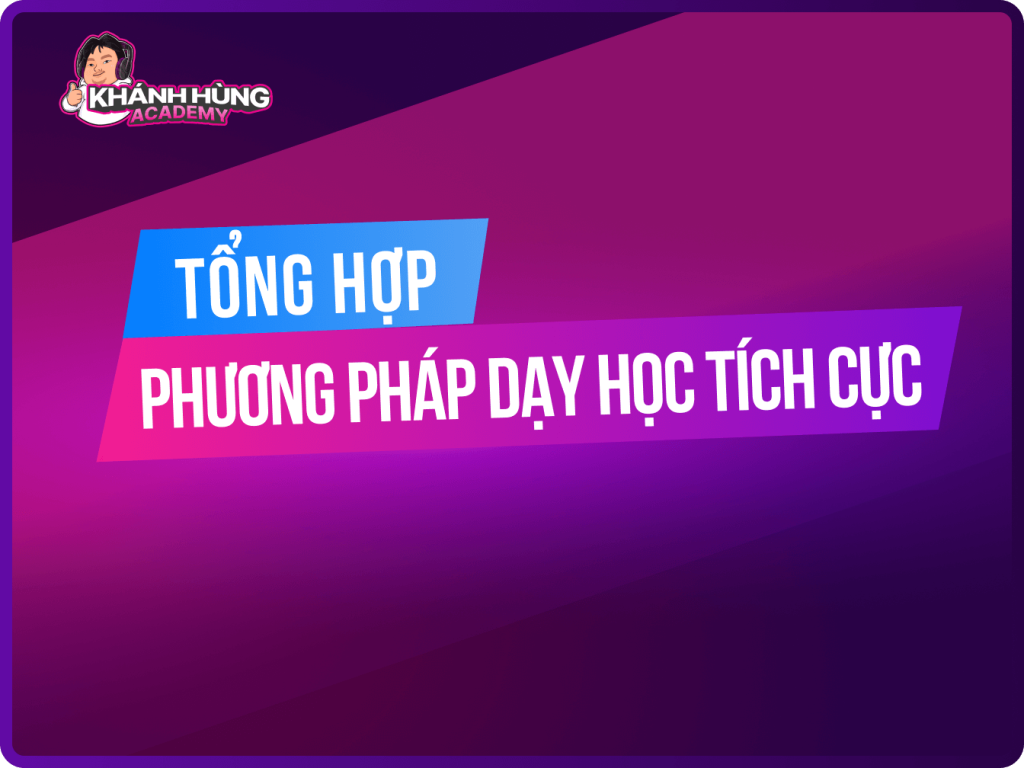 KHÁNH HÙNG
ACADEMY
TỔNG HỢP
PHƯƠNG PHÁP DẠY HỌC TÍCH CỰC